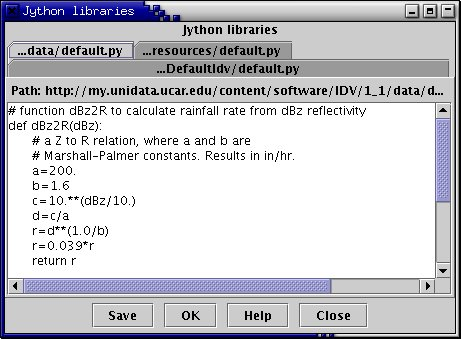 Jython libraries
Jython libraries
...data/default.py
...resources/default.py
...DefaultIdv/default.py
Path: http://my.unidata.ucar.edu/content/software/IDV/1_1/data/d...
# function dBz2R to calculate rainfall rate from dBz reflectivity
def dBz2R(dBz):
# a Z to R relation, where a and b are
# Marshall-Palmer constants. Results in in/hr.
a=200.
b=1.6
c=10.**(dBz/10.)
d=c/a
r=d**(1.0/b)
r=0.039*r
return r
Save
OK
Help
Close